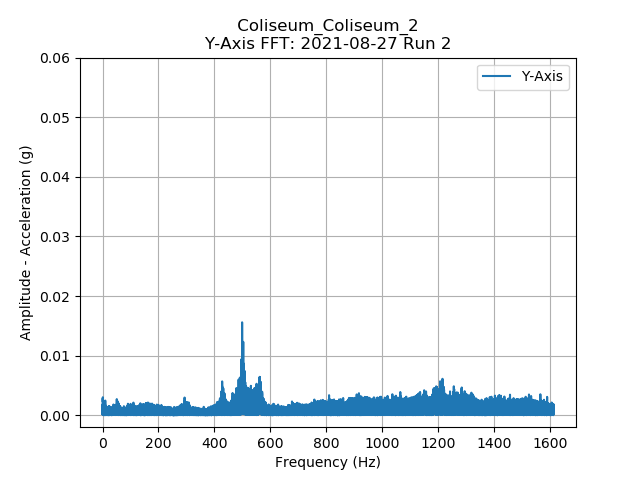 Coliseum_Coliseum_2
Y-Axis FFT: 2021-08-27 Run 2
Y-Axis
0.06
0.05
0.04
0.03
0.02
0.01
0.00
Amplitude - Acceleration (g)
0 200 400 600 800 1000 1200 1400 1600
Frequency (Hz)